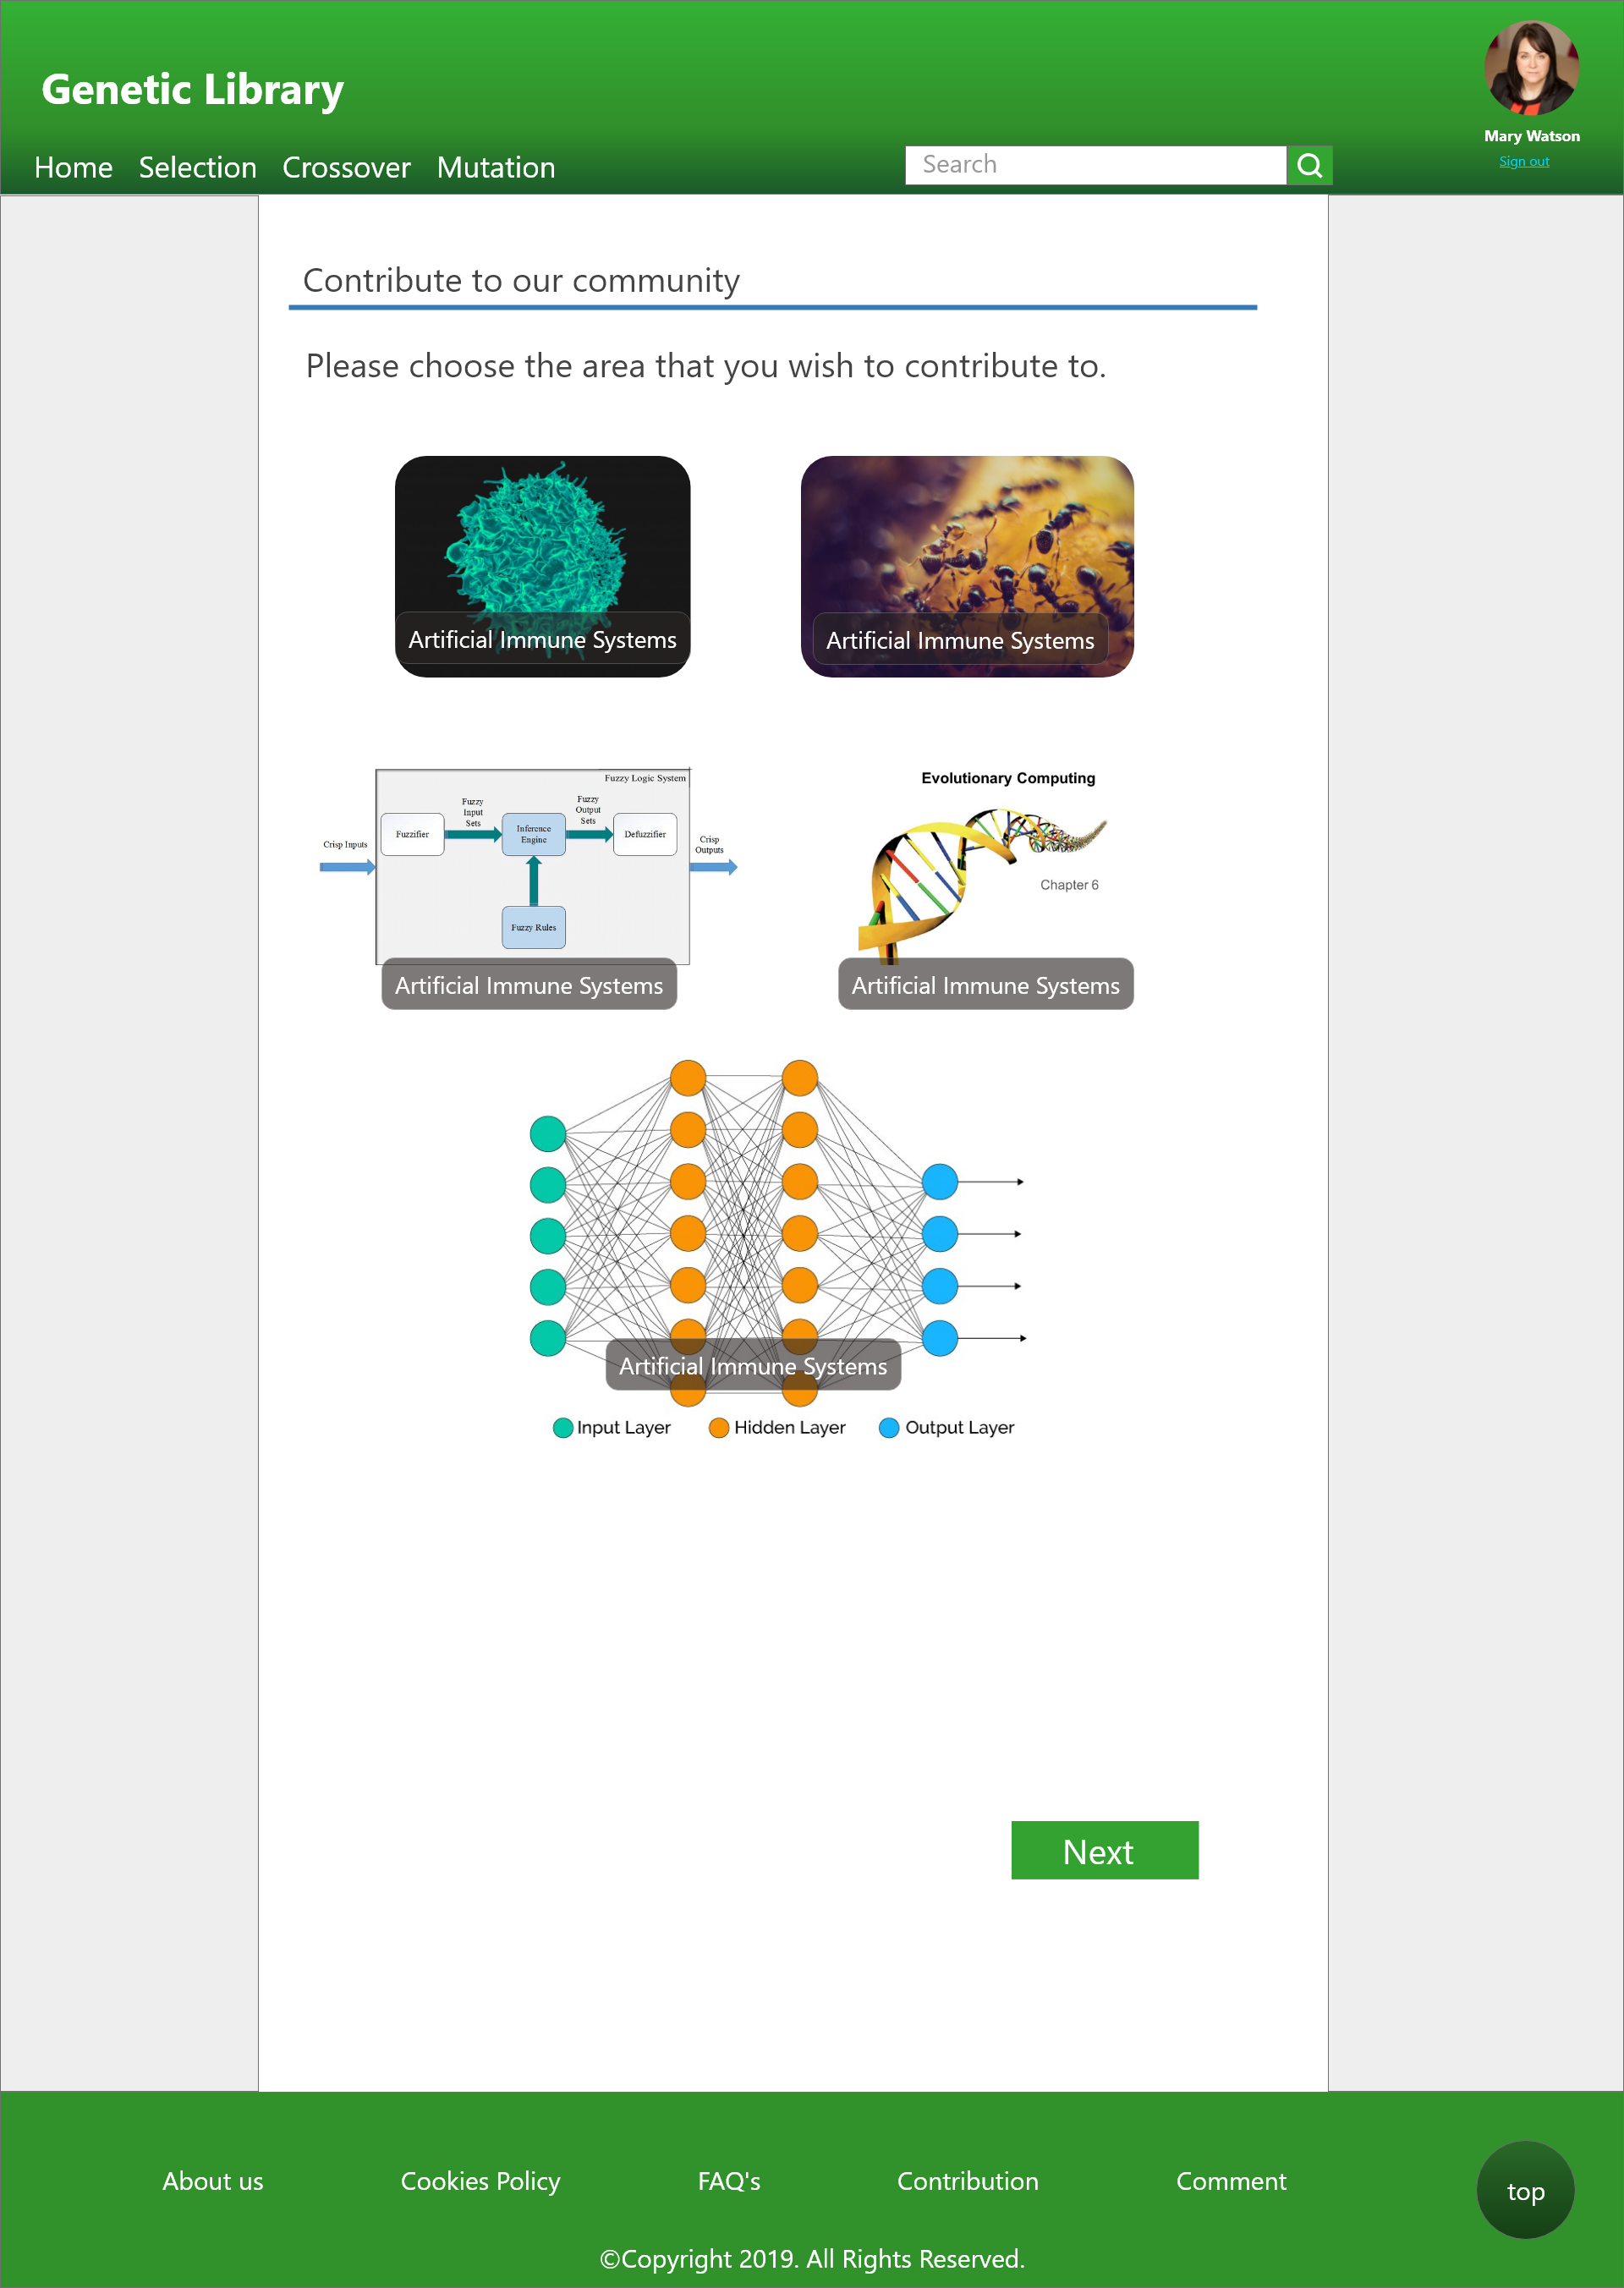 Genetic Library
Mary Watson
Sign out
Home Selection Crossover Mutation
Search
Contribute to our community
Please choose the area that you wish to contribute to.
Artificial Immune Systems
Artificial Immune Systems
Fuzzy Logic System
Crisp Inputs
Fuzzifier
Fuzzy
Input
Sets
Inference
Engine
Fuzzy
Output
Sets
Defuzzifier
Crisp
Outputs
Fuzzy Rules
Artificial Immune Systems
Evolutionary Computing
Chapter 6
Artificial Immune Systems
Artificial Immune Systems
Input Layer Hidden Layer Output Layer
Next
About us Cookies Policy FAQ's Contribution Comment
top
©Copyright 2019. All Rights Reserved.